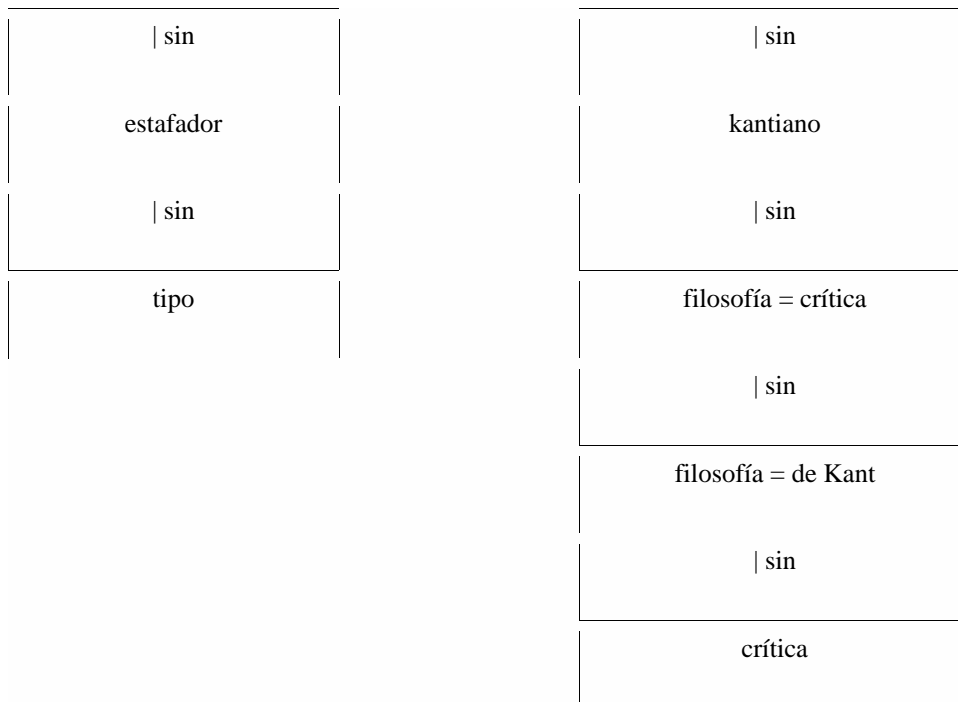 | sin
estafador
| sin
tipo
| sin
kantiano
| sin
filosofía = crítica
| sin
filosofía = de Kant
| sin
crítica